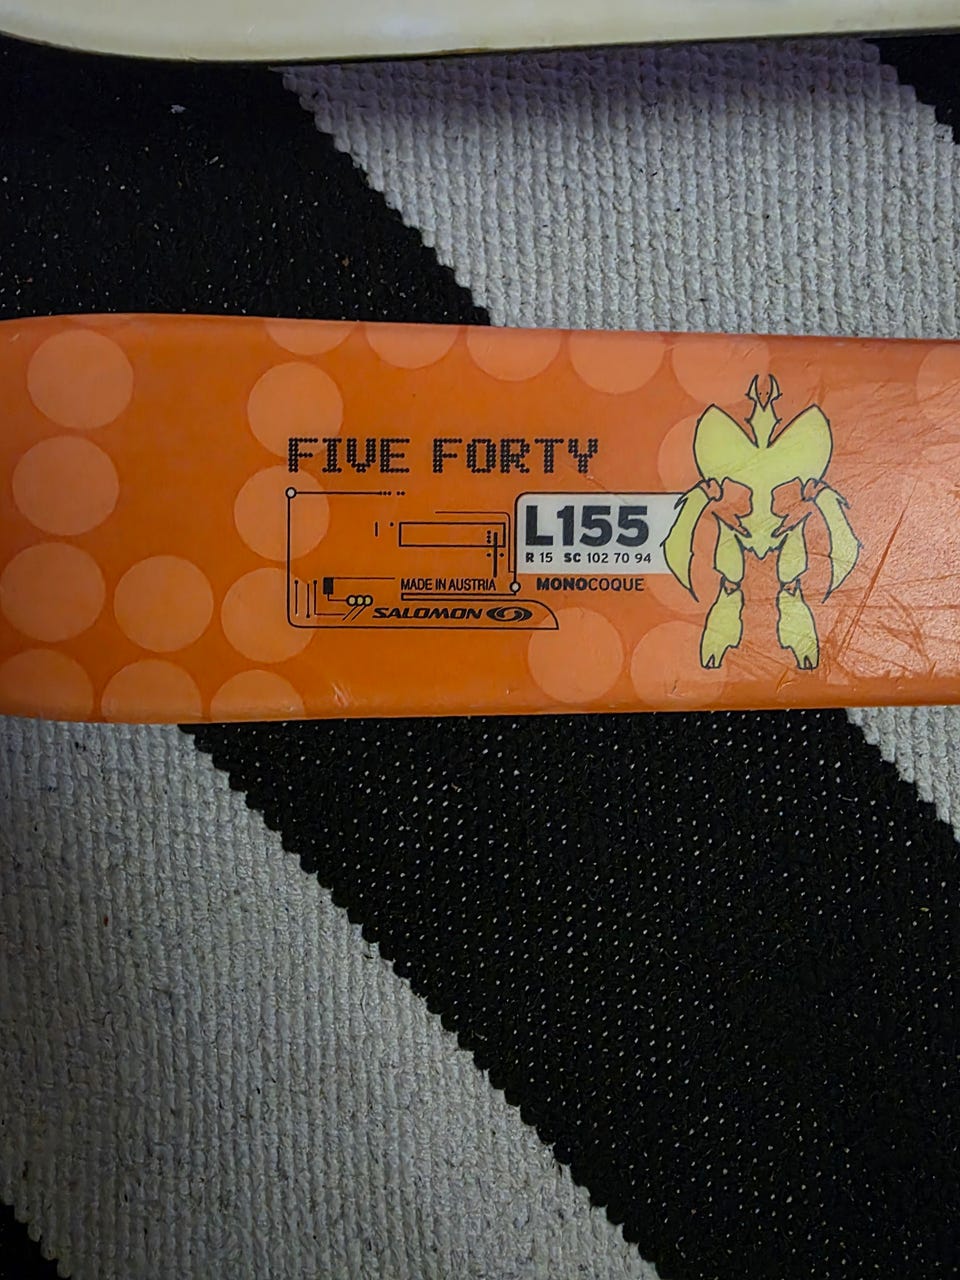 FIVE FORTY
L155
R 15 SC 102 70 94
MADE IN AUSTRIA
MONOCOQUE
SALOMON